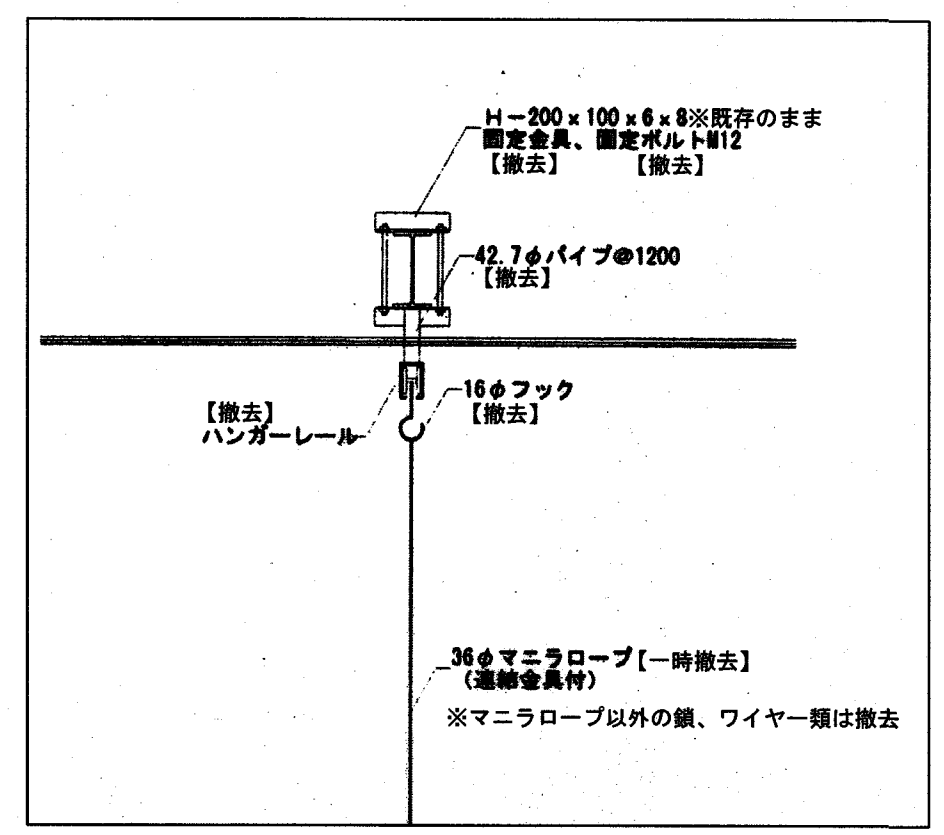 H－200×100×6×8※既存のまま
固定金具、固定ボルトM12
【撤去】　【撤去】
42.7φパイプ@1200
【撤去】
16φフック
【撤去】
【撤去】
ハンガーレール
36φマニラロープ【一時撤去】
（連結金具付）
※マニラロープ以外の鎖、ワイヤー類は撤去